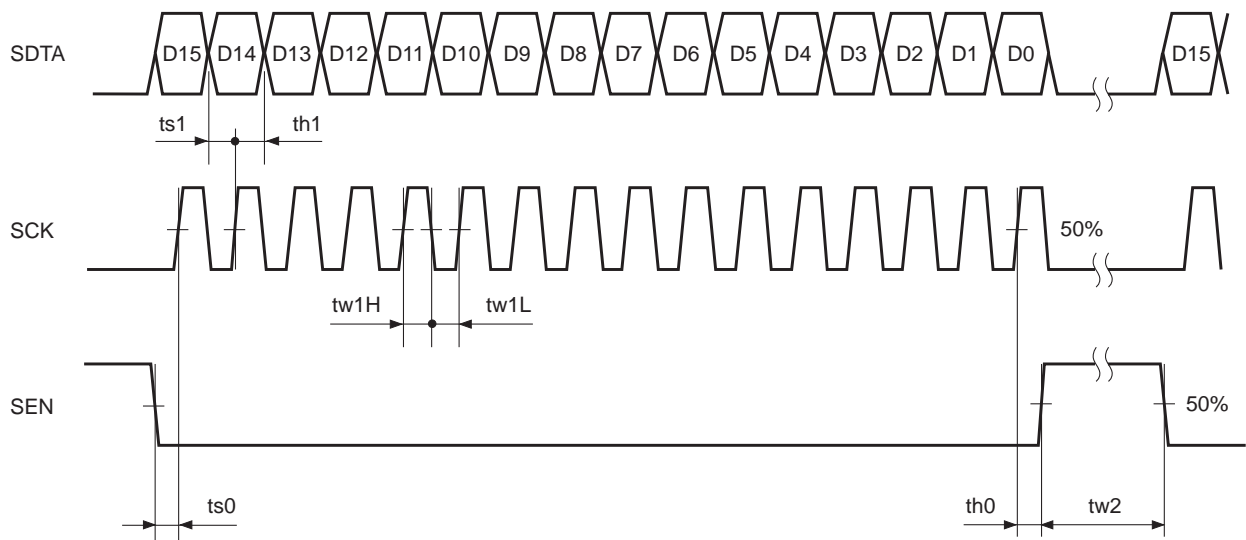 SDTA D15 D14 D13 D12 D11 D10 D9 D8 D7 D6 D5 D4 D3 D2 D1 D0 D15
ts1 th1
SCK 50%
tw1H tw1L
SEN 50%
ts0 th0 tw2